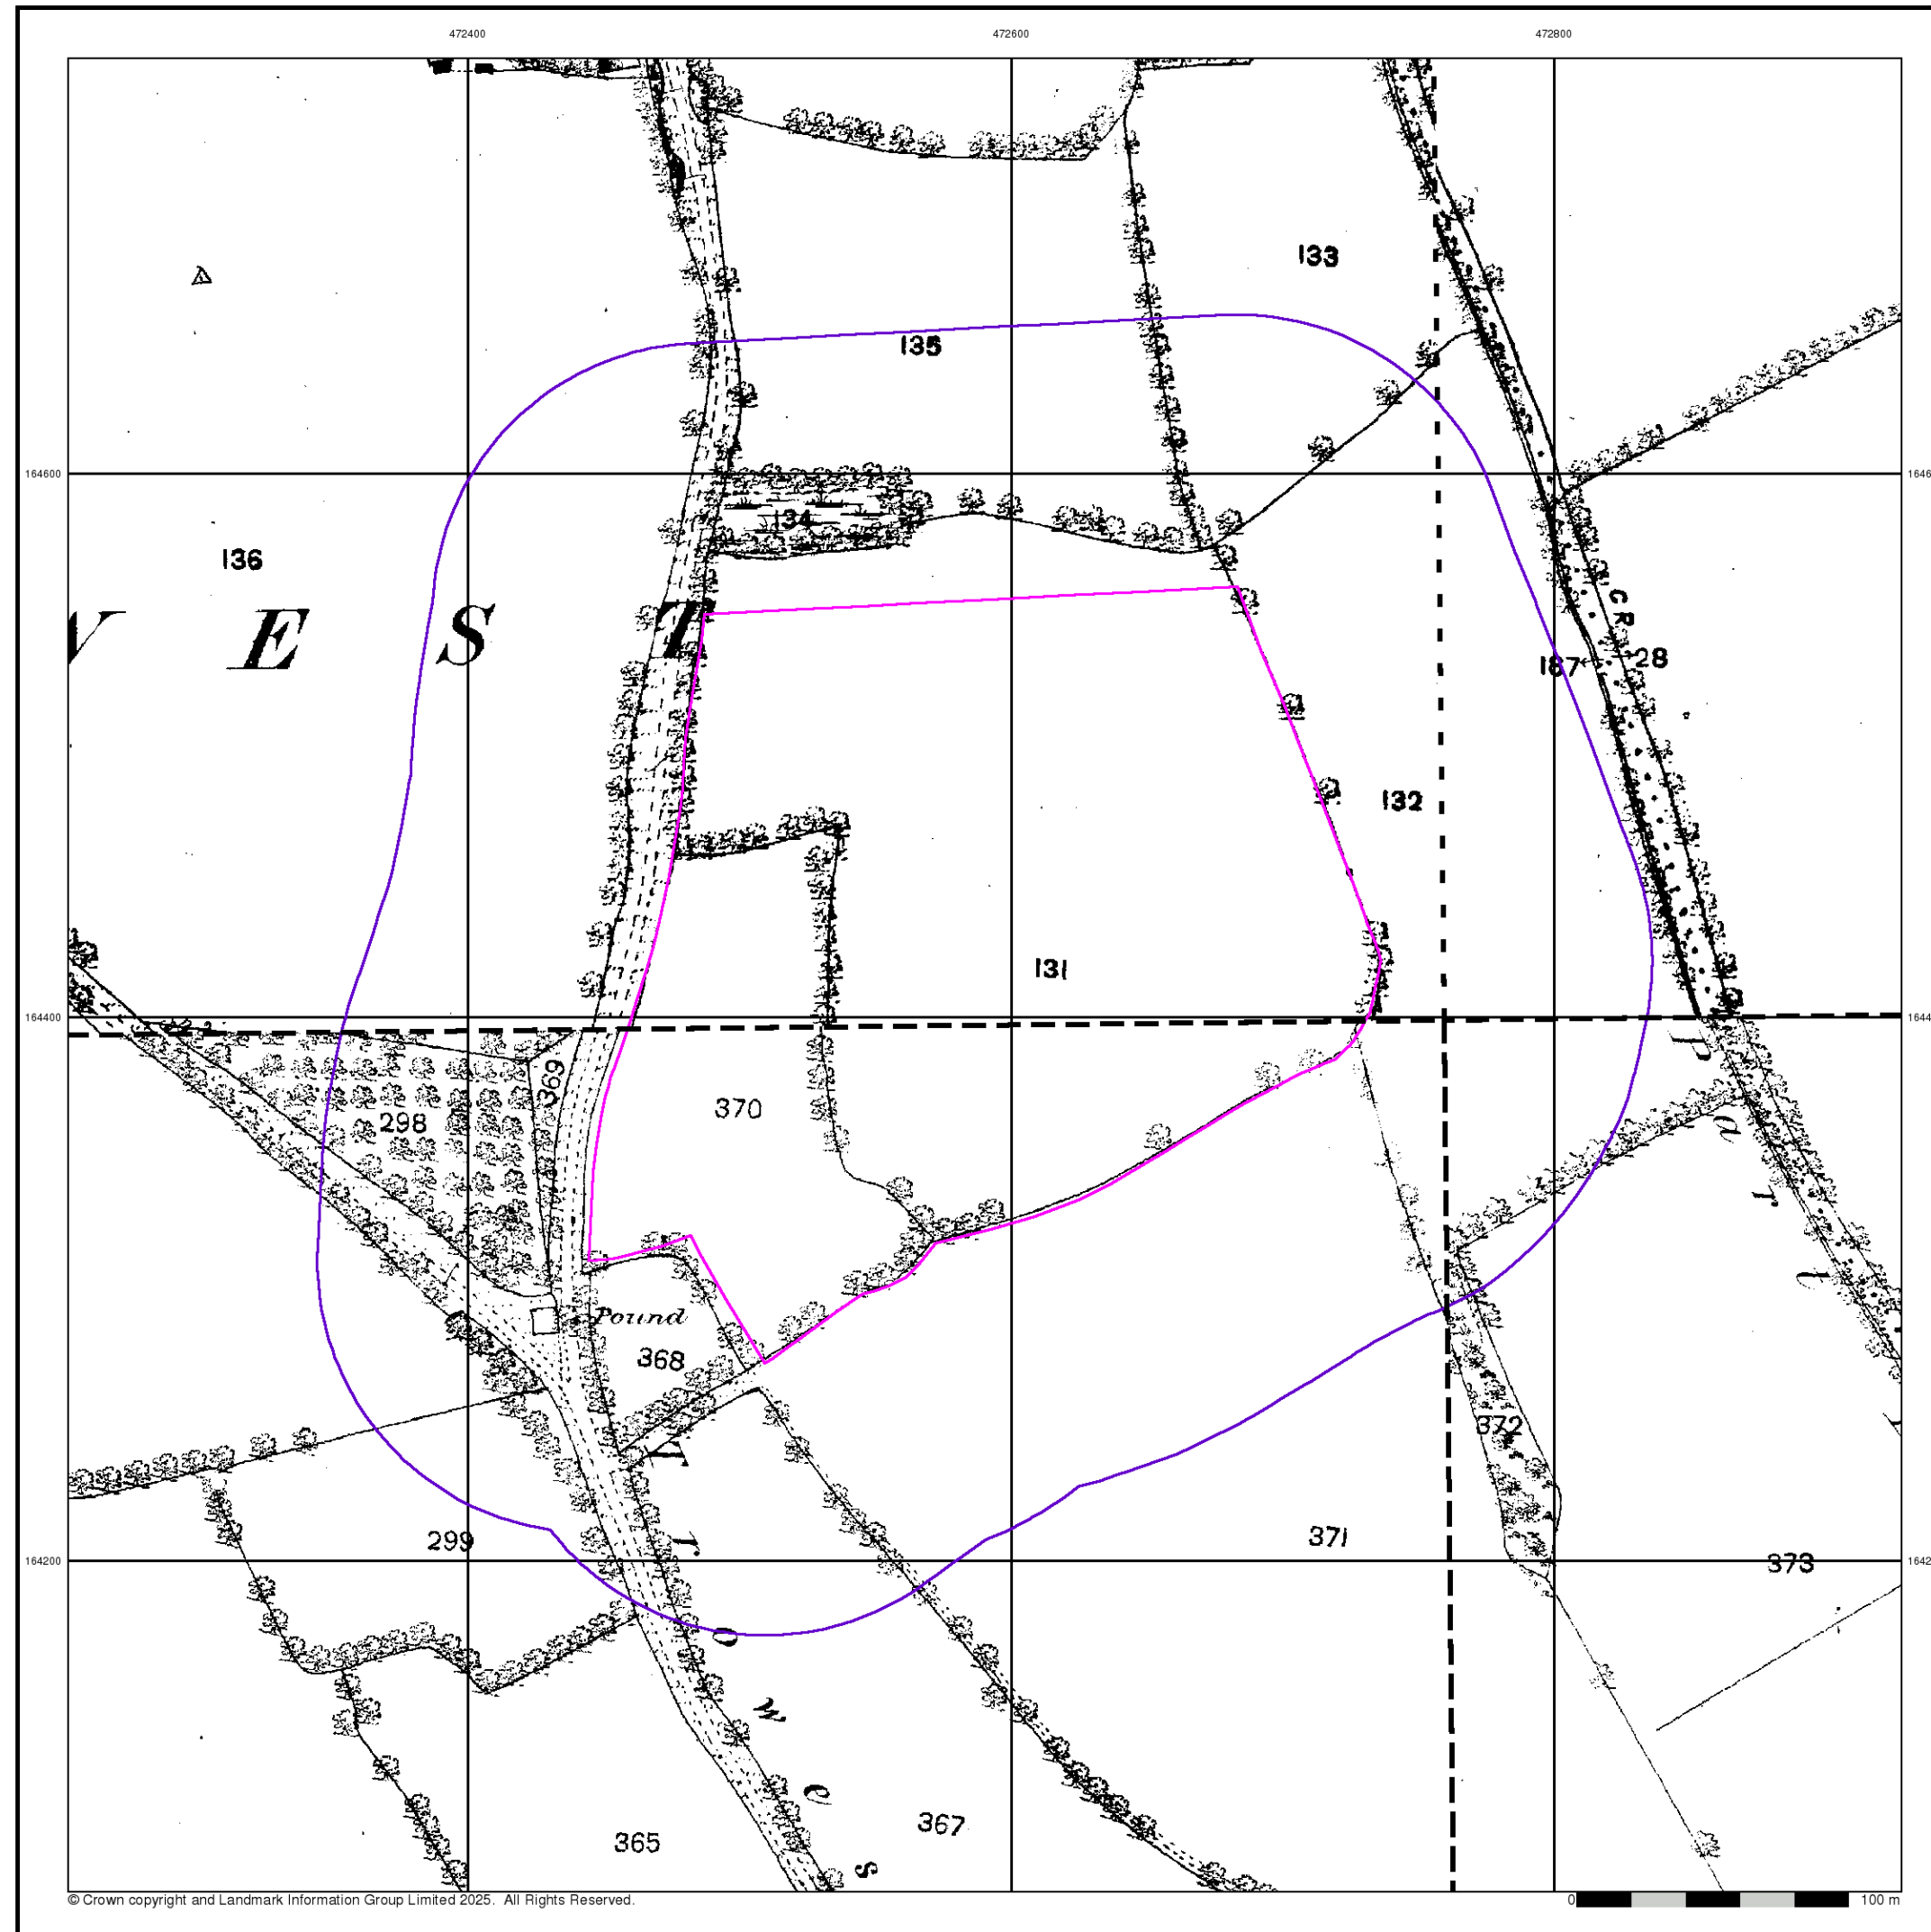 472400 472600 472800
133
135
164600
134
136
V E S T
CR
187 28
132
131
164400
P a r t
369
370
298
Pound
368
372
T r o w e s
299
371
373
164200
367
365
© Crown copyright and Landmark Information Group Limited 2025. All Rights Reserved.
0 100 m